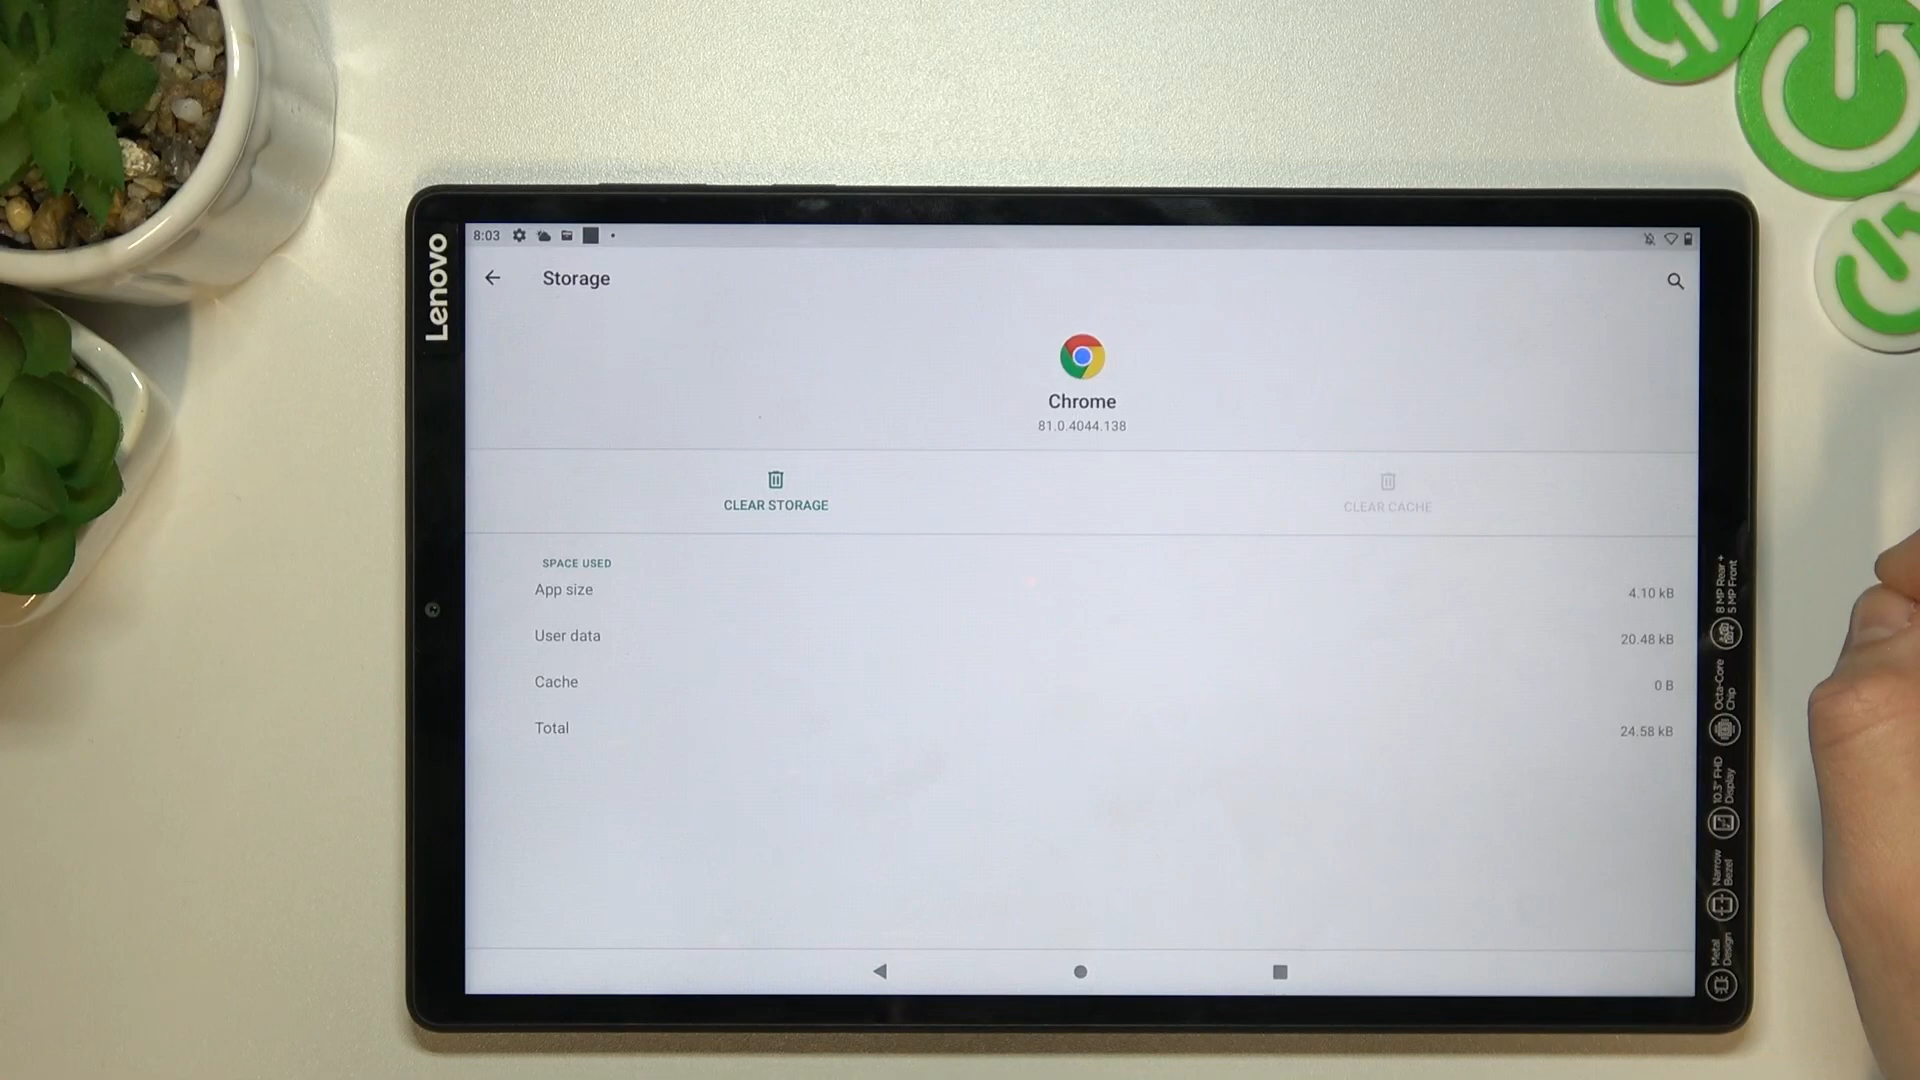 Lenovo
8:03
Storage
Chrome
81.0.4044.138
CLEAR STORAGE
CLEAR CACHE
SPACE USED
App size
4.10 kB
User data
20.48 kB
Cache
0 B
Total
24.58 kB
Metal
Design
Narrow
Bezel
10.3" FHD
Display
Octa-Core
Chip
8 MP Rear +
5 MP Front